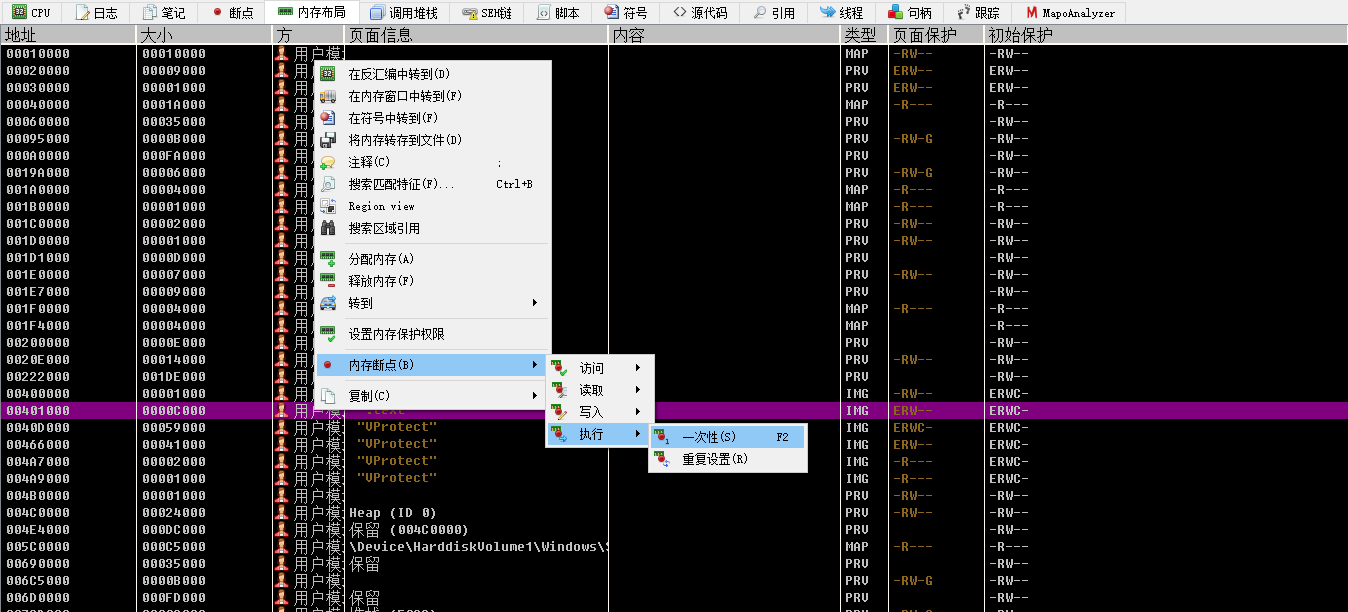 CPU 日志 笔记 断点 内存布局 调用堆栈 SEH链 脚本 符号 源代码 引用 线程 句柄 跟踪 MapoAnalyzer
地址 大小 方 页面信息 内容 类型 页面保护 初始保护
00010000 00010000 用户模 MAP -RW-- -RW--
00020000 00009000 用 PRV ERW-- ERW--
00030000 00001000 用 PRV ERW-- ERW--
00040000 0001A000 用 MAP -R--- -R---
00060000 00035000 用 PRV -RW--
00095000 0000B000 用 PRV -RW-G -RW--
000A0000 000FA000 用 PRV -RW--
0019A000 00006000 用 PRV -RW-G -RW--
001A0000 00004000 用 MAP -R--- -R---
001B0000 00001000 用 MAP -R--- -R---
001C0000 00002000 用 PRV -RW-- -RW--
001D0000 00001000 用 PRV -RW-- -RW--
001D1000 0000D000 用 PRV -RW--
001E0000 00007000 用 PRV -RW-- -RW--
001E7000 00009000 用 PRV -RW--
001F0000 00004000 用 MAP -R--- -R---
001F4000 00004000 用 MAP -R---
00200000 0000E000 用 PRV -RW--
0020E000 00014000 用 PRV -RW-- -RW--
00222000 001DE000 用 PRV -RW--
00400000 00001000 用 IMG -RW-- ERWC-
00401000 0000C000 用户模 ".text" IMG ERW-- ERWC-
0040D000 00059000 用户模 "VProtect" IMG ERWC- ERWC-
00466000 00041000 用户模 "VProtect" IMG ERW-- ERWC-
004A7000 00002000 用户模 "VProtect" IMG -R--- ERWC-
004A9000 00001000 用户模 "VProtect" IMG -R--- ERWC-
004B0000 00001000 用户模 PRV -RW-- -RW--
004C0000 00024000 用户模 Heap (ID 0) PRV -RW-- -RW--
004E4000 000DC000 用户模 保留 (004C0000) PRV -RW--
005C0000 000C5000 用户模 \Device\HarddiskVolume1\Windows\S MAP -R--- -R---
00690000 00035000 用户模 保留 PRV -RW--
006C5000 0000B000 用户模 PRV -RW-G -RW--
006D0000 000FD000 用户模 保留 PRV -RW--
在反汇编中转到(D)
在内存窗口中转到(F)
在符号中转到(F)
将内存转存到文件(D)
注释(C) ;
搜索匹配特征(F)... Ctrl+B
Region view
搜索区域引用
分配内存(A)
释放内存(F)
转到
设置内存保护权限
内存断点(B)
复制(C)
访问
读取
写入
执行
一次性(S) F2
重复设置(R)